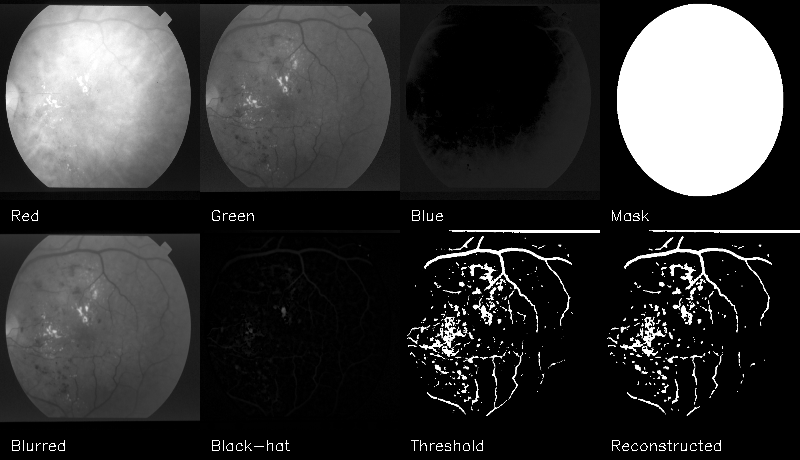 Red
Green
Blue
Mask
Blurred
Black-hat
Threshold
Reconstructed